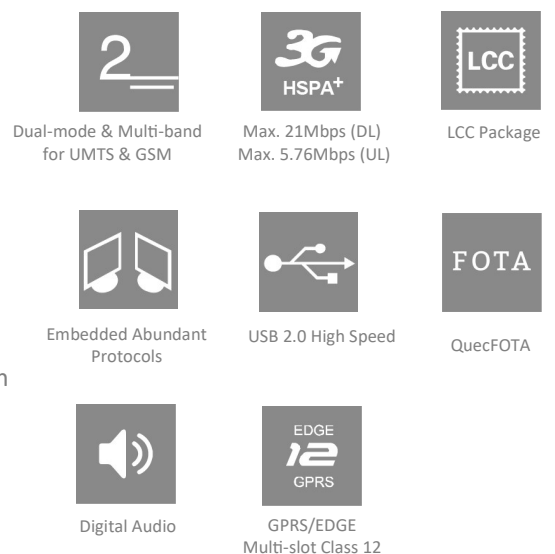 2
3G
HSPA+
LCC
Dual-mode & Multi-band
for UMTS & GSM
Max. 21Mbps (DL)
Max. 5.76Mbps (UL)
LCC Package
FOTA
Embedded Abundant
Protocols
USB 2.0 High Speed
QuecFOTA
EDGE
12
GPRS
Digital Audio
GPRS/EDGE
Multi-slot Class 12